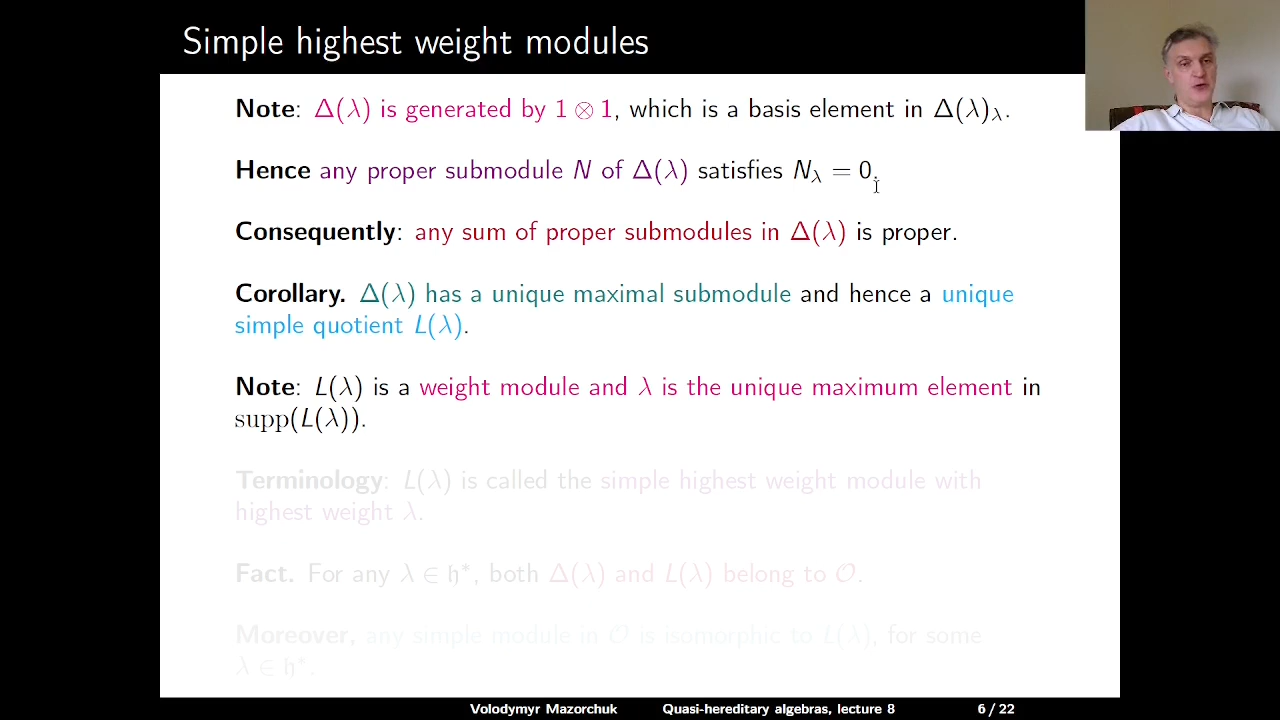 Simple highest weight modules
Note: Δ(λ) is generated by 1 ⊗ 1, which is a basis element in Δ(λ)λ.
Hence any proper submodule N of Δ(λ) satisfies Nλ = 0.
Consequently: any sum of proper submodules in Δ(λ) is proper.
Corollary. Δ(λ) has a unique maximal submodule and hence a unique
simple quotient L(λ).
Note: L(λ) is a weight module and λ is the unique maximum element in
supp(L(λ)).
Terminology: L(λ) is called the simple highest weight module with
highest weight λ.
Fact. For any λ ∈ 𝔥*, both Δ(λ) and L(λ) belong to 𝒪.
Moreover, any simple module in 𝒪 is isomorphic to L(λ), for some
λ ∈ 𝔥*.
Volodymyr Mazorchuk Quasi-hereditary algebras, lecture 8 6 / 22